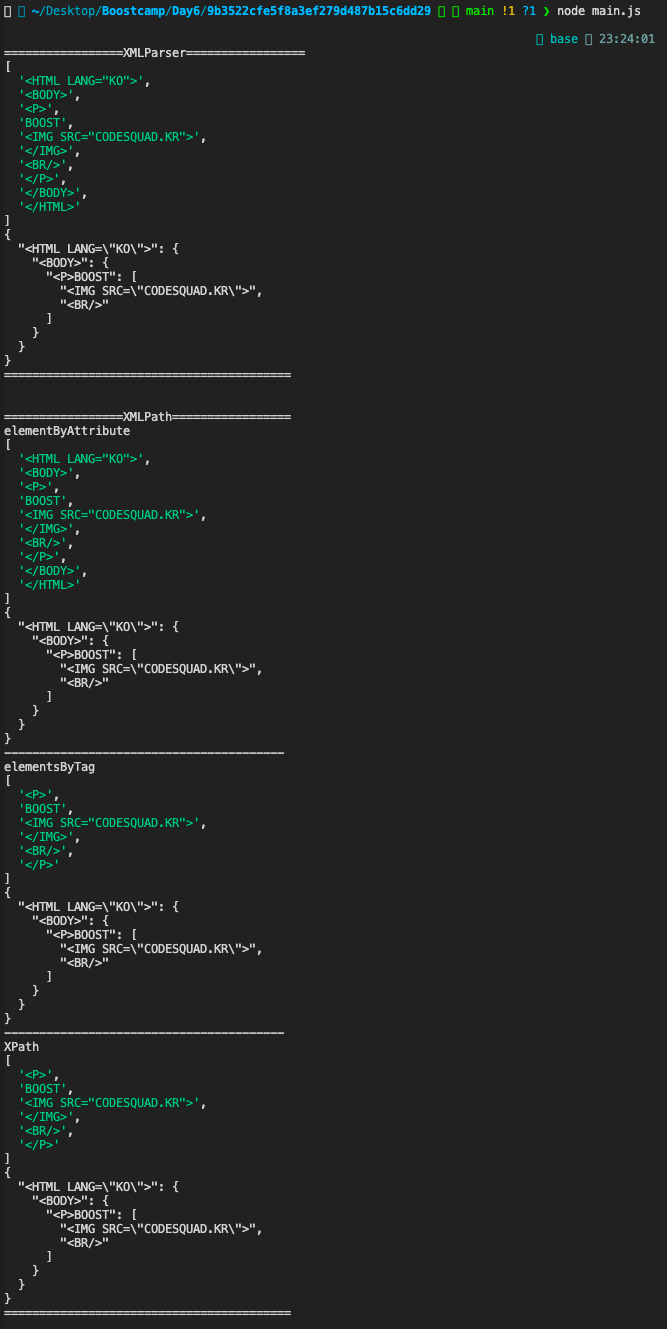 ~/Desktop/Boostcamp/Day6/9b3522cfe5f8a3ef279d487b15c6dd29 main !1 ?1 ❯ node main.js
base 23:24:01
=================XMLParser=================
[
  '<HTML LANG="KO">',
  '<BODY>',
  '<P>',
  'BOOST',
  '<IMG SRC="CODESQUAD.KR">',
  '</IMG>',
  '<BR/>',
  '</P>',
  '</BODY>',
  '</HTML>'
]
{
  "<HTML LANG=\"KO\">": {
    "<BODY>": {
      "<P>BOOST": [
        "<IMG SRC=\"CODESQUAD.KR\">",
        "<BR/>"
      ]
    }
  }
}
=========================================
=================XMLPath=================
elementByAttribute
[
  '<HTML LANG="KO">',
  '<BODY>',
  '<P>',
  'BOOST',
  '<IMG SRC="CODESQUAD.KR">',
  '</IMG>',
  '<BR/>',
  '</P>',
  '</BODY>',
  '</HTML>'
]
{
  "<HTML LANG=\"KO\">": {
    "<BODY>": {
      "<P>BOOST": [
        "<IMG SRC=\"CODESQUAD.KR\">",
        "<BR/>"
      ]
    }
  }
}
----------------------------------------
elementsByTag
[
  '<P>',
  'BOOST',
  '<IMG SRC="CODESQUAD.KR">',
  '</IMG>',
  '<BR/>',
  '</P>'
]
{
  "<HTML LANG=\"KO\">": {
    "<BODY>": {
      "<P>BOOST": [
        "<IMG SRC=\"CODESQUAD.KR\">",
        "<BR/>"
      ]
    }
  }
}
----------------------------------------
XPath
[
  '<P>',
  'BOOST',
  '<IMG SRC="CODESQUAD.KR">',
  '</IMG>',
  '<BR/>',
  '</P>'
]
{
  "<HTML LANG=\"KO\">": {
    "<BODY>": {
      "<P>BOOST": [
        "<IMG SRC=\"CODESQUAD.KR\">",
        "<BR/>"
      ]
    }
  }
}
=========================================